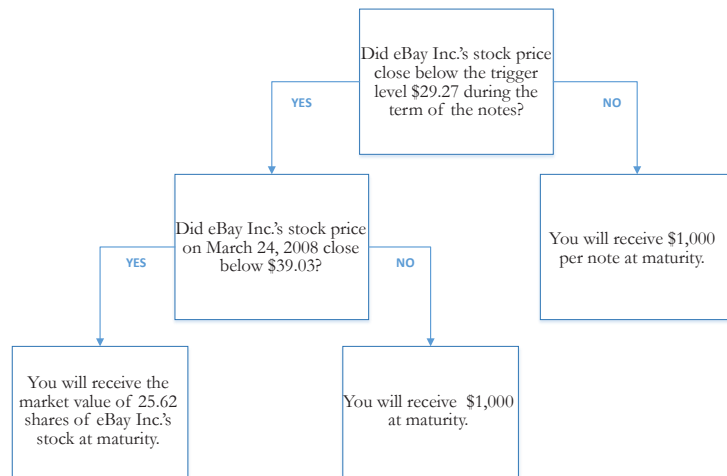 Did eBay Inc.'s stock price
close below the trigger
level $29.27 during the
term of the notes?
YES
NO
Did eBay Inc.'s stock price
on March 24, 2008 close
below $39.03?
You will receive $1,000
per note at maturity.
YES
NO
You will receive the
market value of 25.62
shares of eBay Inc.'s
stock at maturity.
You will receive $1,000
at maturity.